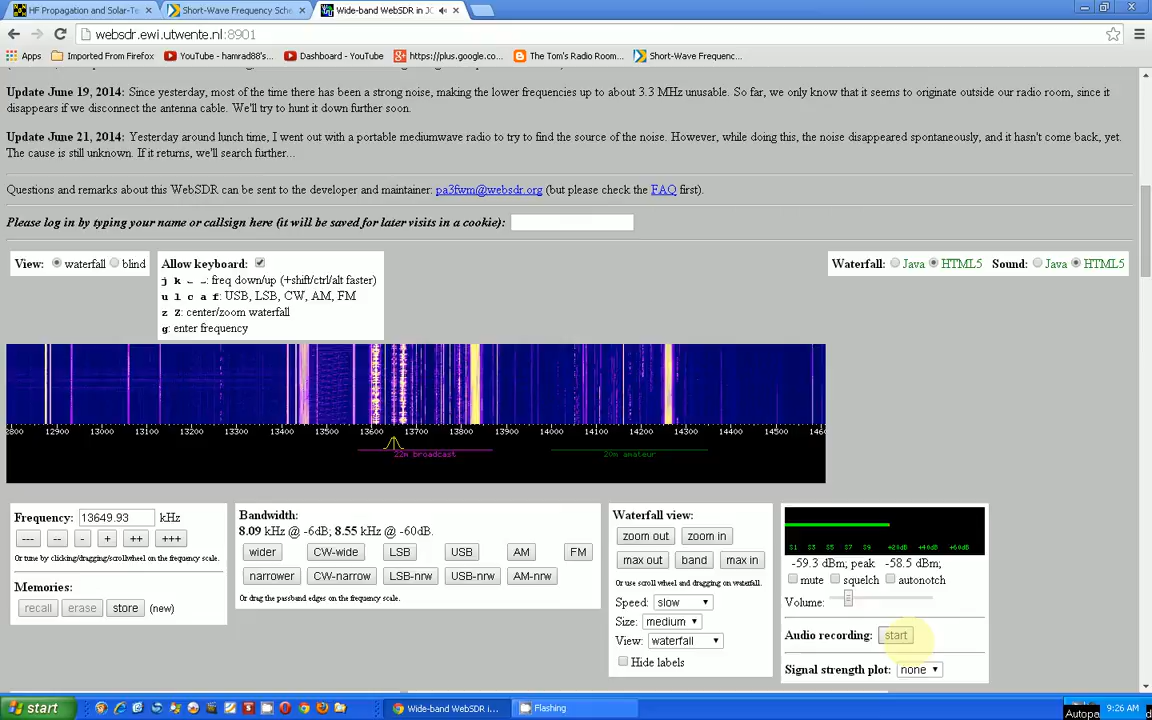 HF Propagation and Solar-Te
Short-Wave Frequency Sche
Wide-band WebSDR in JO
websdr.ewi.utwente.nl:8901
Apps Imported From Firefox YouTube - hamrad88's... Dashboard - YouTube https://plus.google.co... The Tom's Radio Room... Short-Wave Frequenc...
Update June 19, 2014: Since yesterday, most of the time there has been a strong noise, making the lower frequencies up to about 3.3 MHz unusable. So far, we only know that it seems to originate outside our radio room, since it
disappears if we disconnect the antenna cable. We'll try to hunt it down further soon.
Update June 21, 2014: Yesterday around lunch time, I went out with a portable mediumwave radio to try to find the source of the noise. However, while doing this, the noise disappeared spontaneously, and it hasn't come back, yet.
The cause is still unknown. If it returns, we'll search further...
Questions and remarks about this WebSDR can be sent to the developer and maintainer: pa3fwm@websdr.org (but please check the FAQ first).
Please log in by typing your name or callsign here (it will be saved for later visits in a cookie):
View: waterfall blind
Allow keyboard:
j k ← →: freq down/up (+shift/ctrl/alt faster)
u l c a f: USB, LSB, CW, AM, FM
z Z: center/zoom waterfall
g: enter frequency
Waterfall: Java HTML5 Sound: Java HTML5
2800 12900 13000 13100 13200 13300 13400 13500 13600 13700 13800 13900 14000 14100 14200 14300 14400 14500 146
22m broadcast 20m amateur
Frequency: 13649.93 kHz
--- -- - + ++ +++
Or tune by clicking/dragging/scrollwheel on the frequency scale.
Memories:
recall erase store (new)
Bandwidth:
8.09 kHz @ -6dB; 8.55 kHz @ -60dB.
wider CW-wide LSB USB AM FM
narrower CW-narrow LSB-nrw USB-nrw AM-nrw
Or drag the passband edges on the frequency scale.
Waterfall view:
zoom out zoom in
max out band max in
Or use scroll wheel and dragging on waterfall.
Speed: slow
Size: medium
View: waterfall
Hide labels
S1 S3 S5 S7 S9 +20dB +40dB +60dB
-59.3 dBm; peak -58.5 dBm;
mute squelch autonotch
Volume:
Audio recording: start
Signal strength plot: none
start
Wide-band WebSDR i...
Flashing
9:26 AM
Autopa